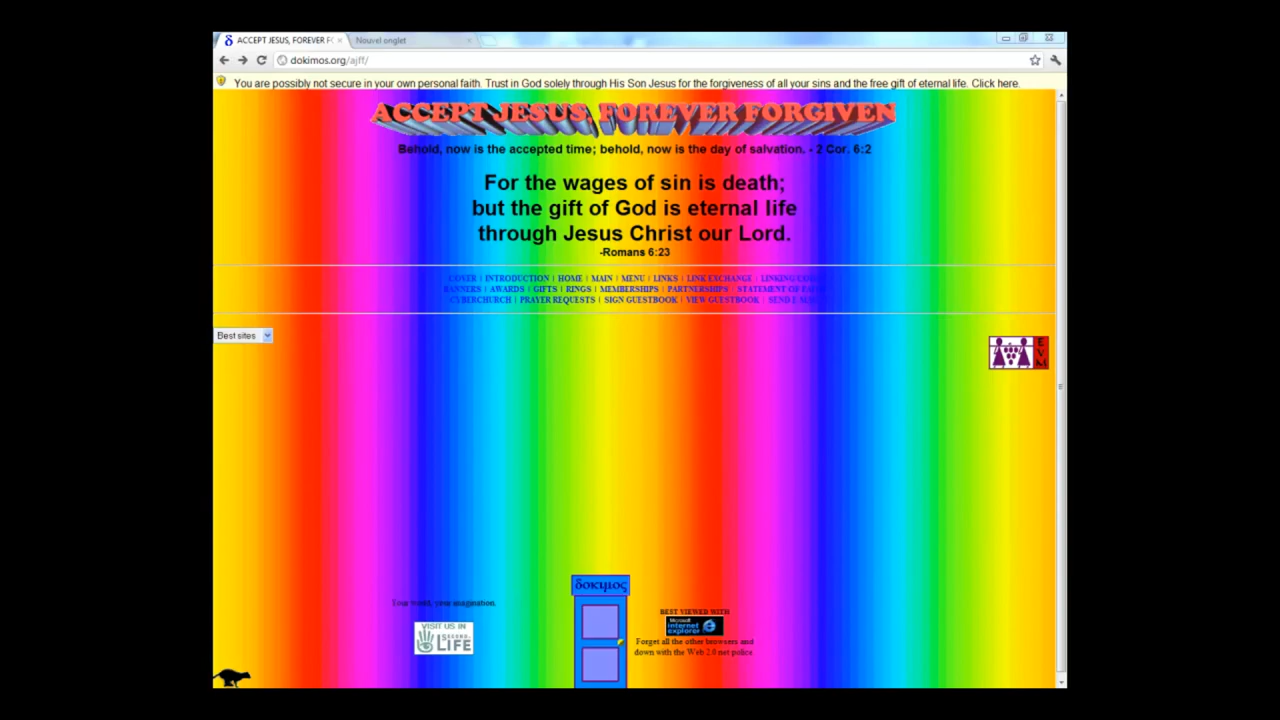 ACCEPT JESUS, FOREVER FO
Nouvel onglet
dokimos.org/ajff/
You are possibly not secure in your own personal faith. Trust in God solely through His Son Jesus for the forgiveness of all your sins and the free gift of eternal life. Click here.
ACCEPT JESUS, FOREVER FORGIVEN
Behold, now is the accepted time; behold, now is the day of salvation. - 2 Cor. 6:2
For the wages of sin is death;
but the gift of God is eternal life
through Jesus Christ our Lord.
-Romans 6:23
COVER | INTRODUCTION | HOME | MAIN | MENU | LINKS | LINK EXCHANGE | LINKING
BANNERS | AWARDS | GIFTS | RINGS | MEMBERSHIPS | PARTNERSHIPS | STATEMENT OF
CYBERCHURCH | PRAYER REQUESTS | SIGN GUESTBOOK | VIEW GUESTBOOK | SEND
Best sites
E
V
M
δοκιμος
Your world, your imagination.
VISIT US IN
SECOND
LIFE
BEST VIEWED WITH
Microsoft
internet
explorer
Forget all the other browsers and
down with the Web 2.0 net police.